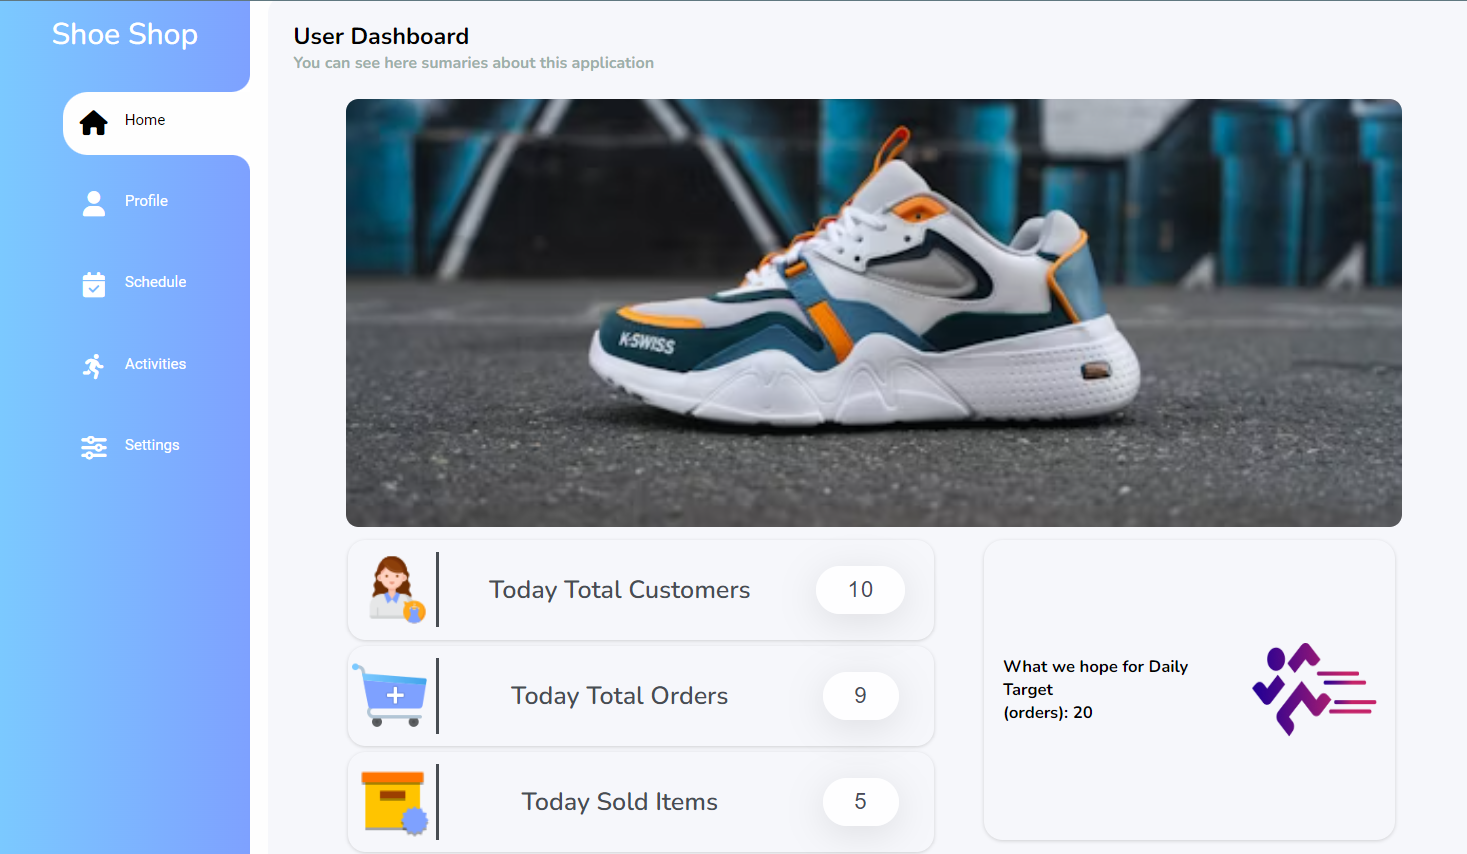 Shoe Shop
Home
Profile
Schedule
Activities
Settings
User Dashboard
You can see here sumaries about this application
K-SWISS
Today Total Customers
10
Today Total Orders
9
Today Sold Items
5
What we hope for Daily
Target
(orders): 20